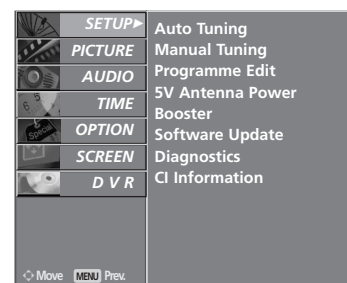 SETUP
PICTURE
AUDIO
TIME
OPTION
SCREEN
D V R
Auto Tuning
Manual Tuning
Programme Edit
5V Antenna Power
Booster
Software Update
Diagnostics
CI Information
Move MENU Prev.